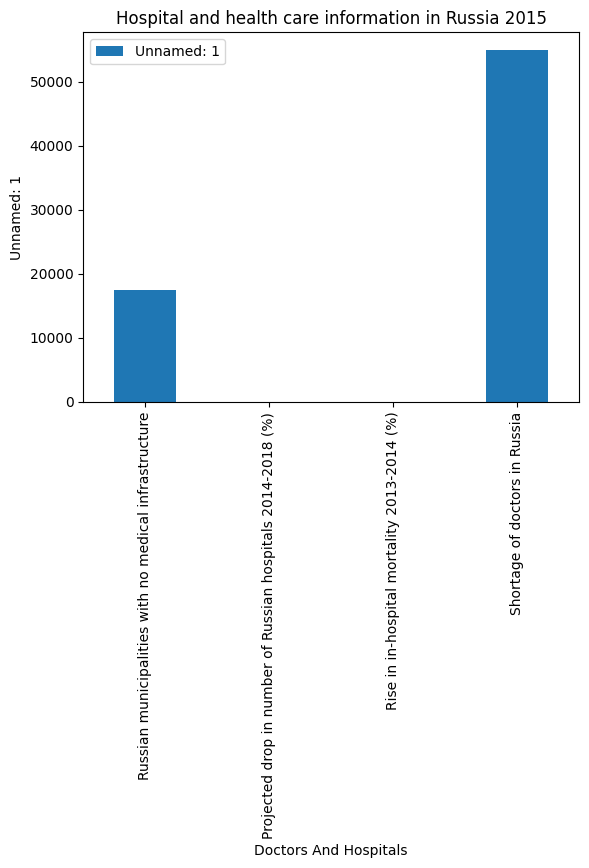 Hospital and health care information in Russia 2015
Unnamed: 1
Unnamed: 1
50000
40000
30000
20000
10000
0
Russian municipalities with no medical infrastructure
Projected drop in number of Russian hospitals 2014-2018 (%)
Rise in in-hospital mortality 2013-2014 (%)
Shortage of doctors in Russia
Doctors And Hospitals